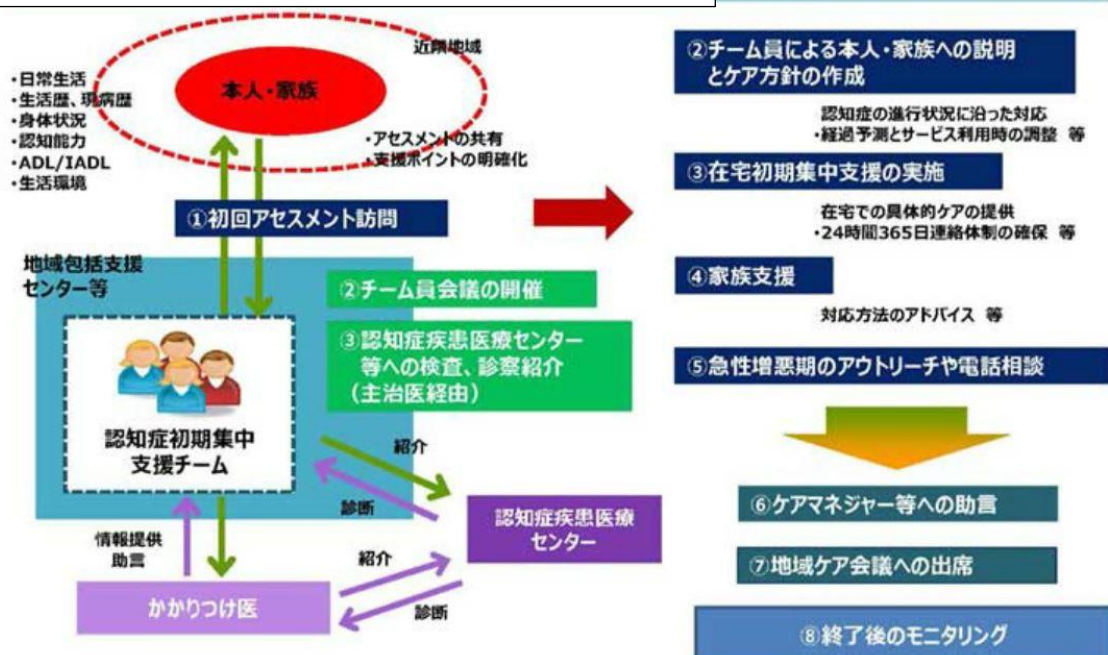 近隣地域
本人・家族
・日常生活
・生活歴、現病歴
・身体状況
・認知能力
・ADL/IADL
・生活環境
・アセスメントの共有
・支援ポイントの明確化
①初回アセスメント訪問
地域包括支援
センター等
②チーム員会議の開催
③認知症疾患医療センター
等への検査、診察紹介
（主治医経由）
認知症初期集中
支援チーム
紹介
診断
認知症疾患医療
センター
情報提供
助言
紹介
診断
かかりつけ医
②チーム員による本人・家族への説明
とケア方針の作成
認知症の進行状況に沿った対応
・経過予測とサービス利用時の調整 等
③在宅初期集中支援の実施
在宅での具体的ケアの提供
・24時間365日連絡体制の確保 等
④家族支援
対応方法のアドバイス 等
⑤急性増悪期のアウトリーチや電話相談
⑥ケアマネジャー等への助言
⑦地域ケア会議への出席
⑧終了後のモニタリング